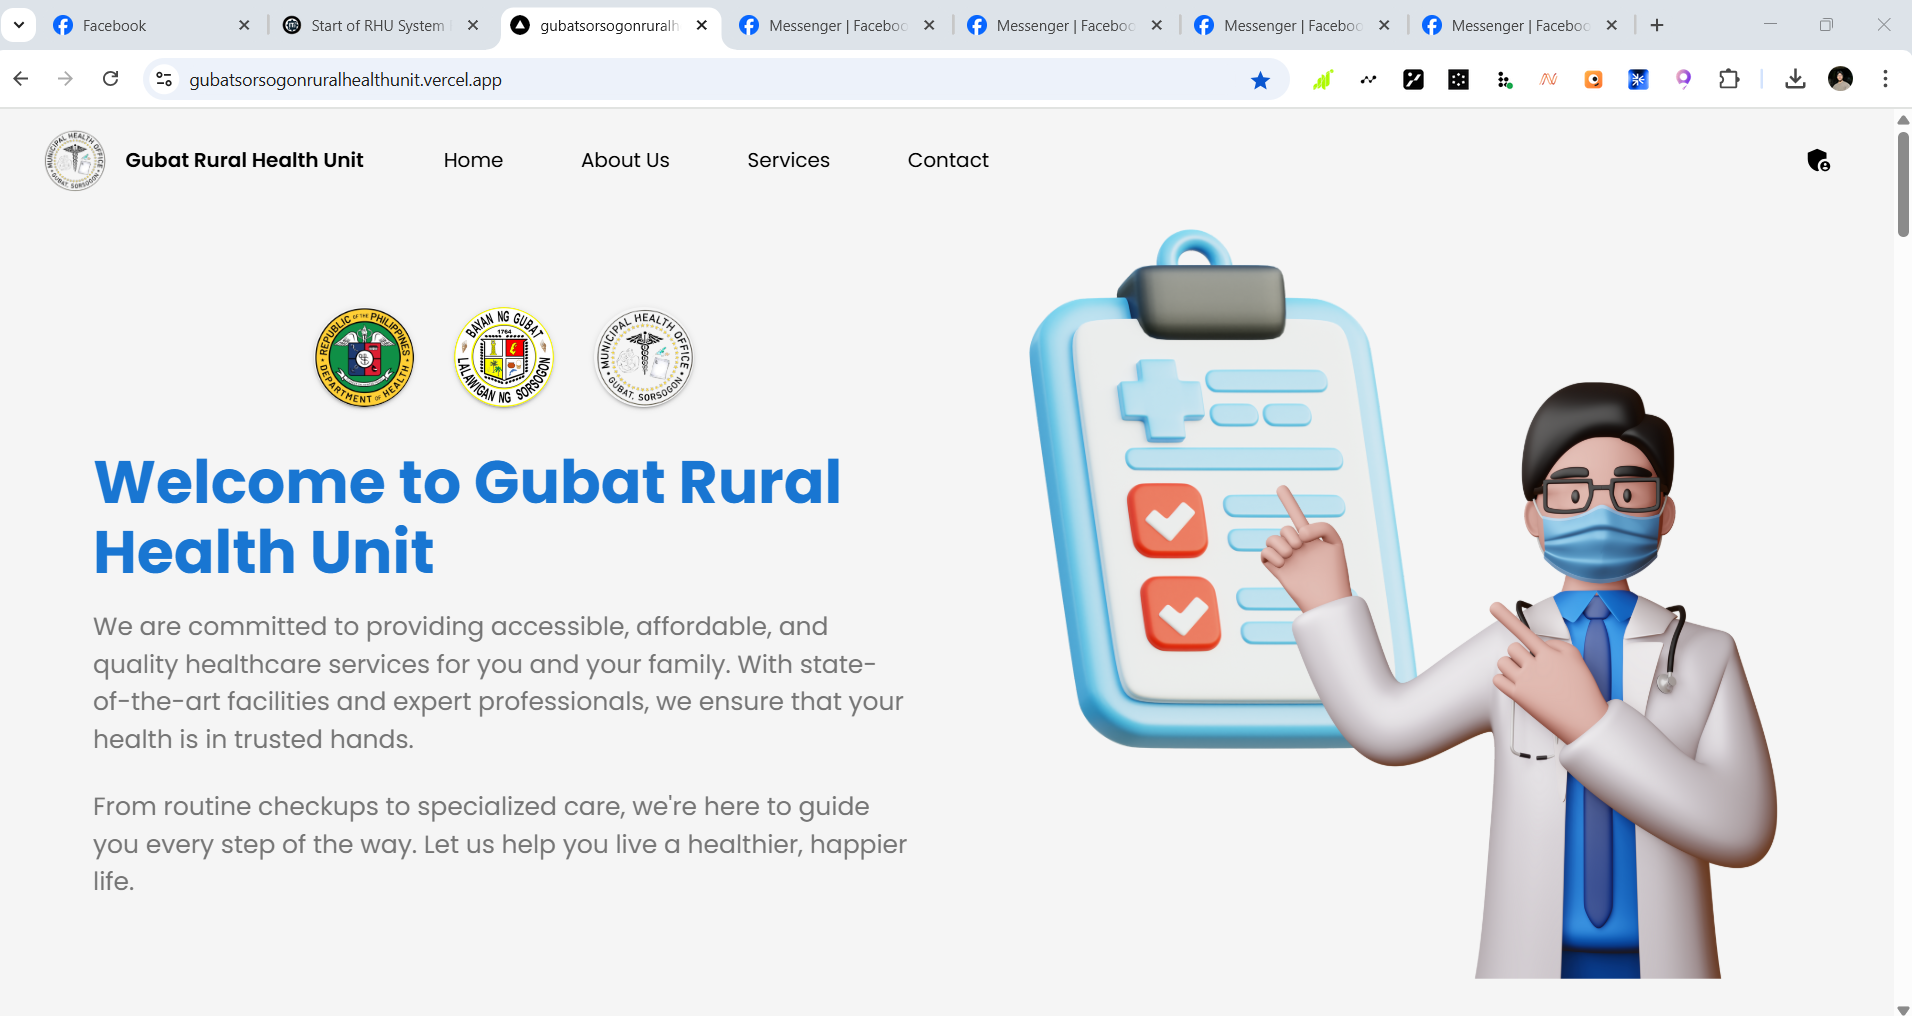 Facebook
Start of RHU System
gubatsorsogonruralh
Messenger | Faceboo
Messenger | Faceboo
Messenger | Faceboo
Messenger | Faceboo
gubatsorsogonruralhealthunit.vercel.app
MUNICIPAL HEALTH OFFICE
GUBAT, SORSOGON
Gubat Rural Health Unit
Home
About Us
Services
Contact
REPUBLIC OF THE PHILIPPINES
DEPARTMENT OF HEALTH
BAYAN NG GUBAT
1764
LALAWIGAN NG SORSOGON
MUNICIPAL HEALTH OFFICE
GUBAT, SORSOGON
Welcome to Gubat Rural
Health Unit
We are committed to providing accessible, affordable, and
quality healthcare services for you and your family. With state-
of-the-art facilities and expert professionals, we ensure that your
health is in trusted hands.
From routine checkups to specialized care, we're here to guide
you every step of the way. Let us help you live a healthier, happier
life.